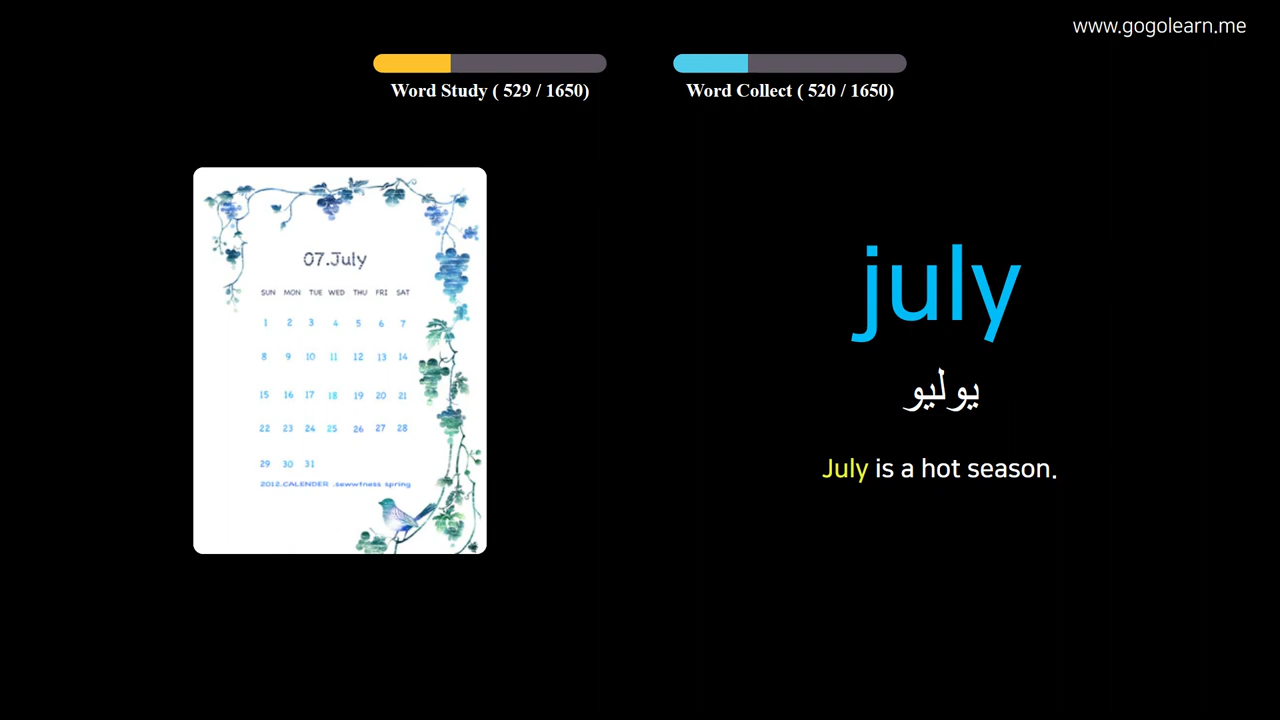 www.gogolearn.me
Word Study ( 529 / 1650)
Word Collect ( 520 / 1650)
07.July
SUN MON TUE WED THU FRI SAT
1 2 3 4 5 6 7
8 9 10 11 12 13 14
15 16 17 18 19 20 21
22 23 24 25 26 27 28
29 30 31
2012.CALENDER .sewwtness spring
july
يوليو
July is a hot season.